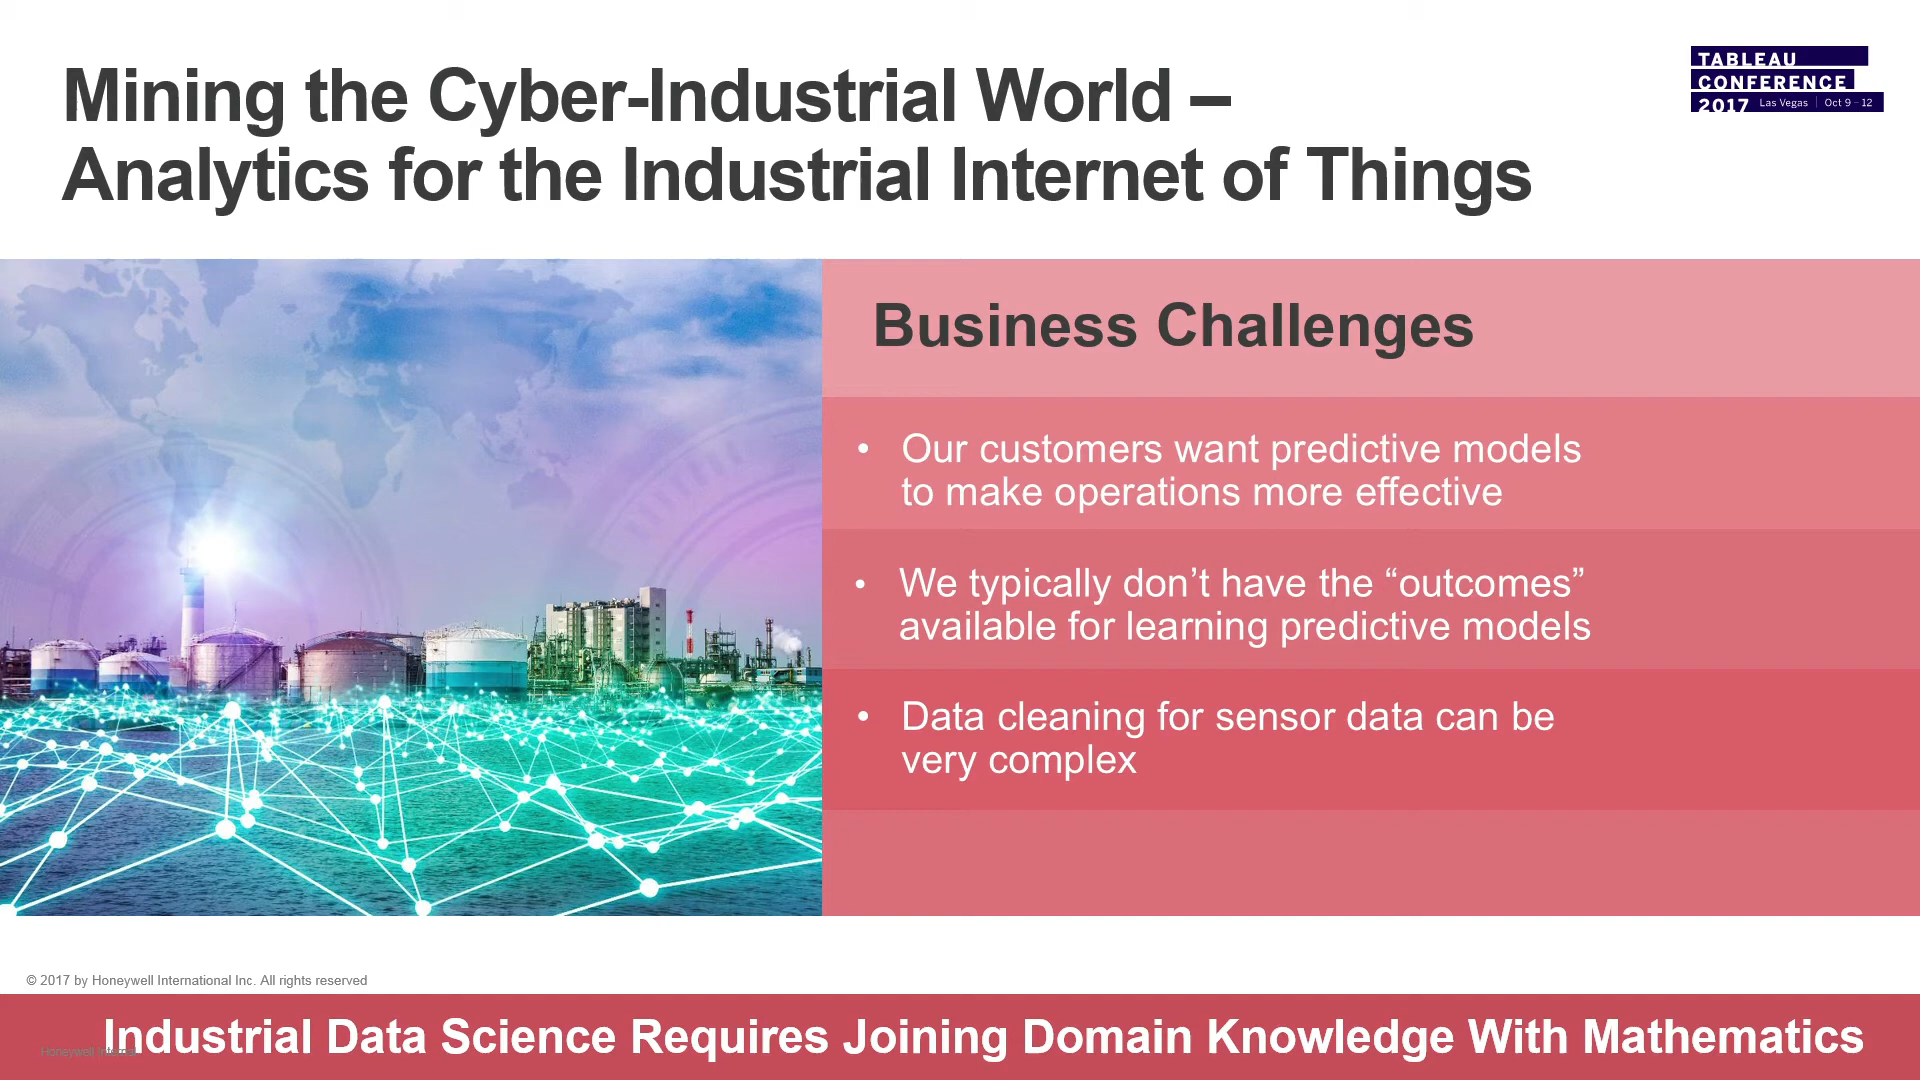 Mining the Cyber-Industrial World –
Analytics for the Industrial Internet of Things
TABLEAU
CONFERENCE
2017 Las Vegas | Oct 9 - 12
Business Challenges
• Our customers want predictive models
to make operations more effective
• We typically don’t have the “outcomes”
available for learning predictive models
• Data cleaning for sensor data can be
very complex
© 2017 by Honeywell International Inc. All rights reserved
Industrial Data Science Requires Joining Domain Knowledge With Mathematics
Honeywell Internal